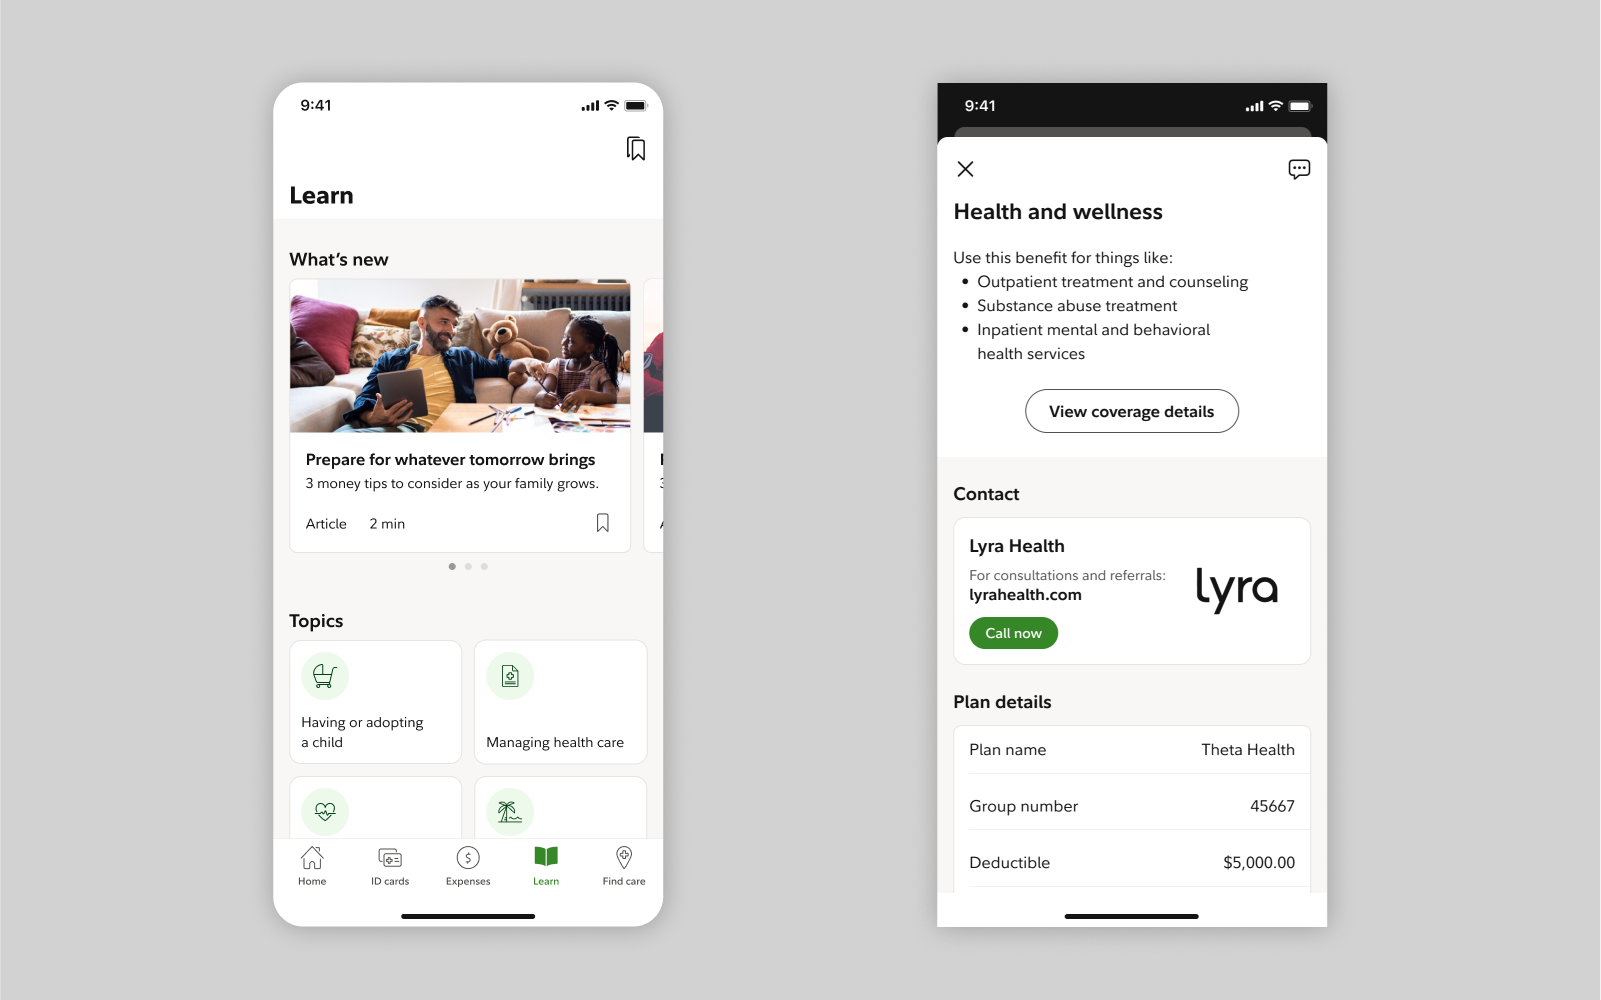 9:41
Learn
What's new
Prepare for whatever tomorrow brings
3 money tips to consider as your family grows.
Article 2 min
Topics
Having or adopting
a child
Managing health care
Home
ID cards
Expenses
Learn
Find care
9:41
Health and wellness
Use this benefit for things like:
• Outpatient treatment and counseling
• Substance abuse treatment
• Inpatient mental and behavioral
health services
View coverage details
Contact
Lyra Health
For consultations and referrals:
lyrahealth.com
Call now
lyra
Plan details
Plan name Theta Health
Group number 45667
Deductible $5,000.00